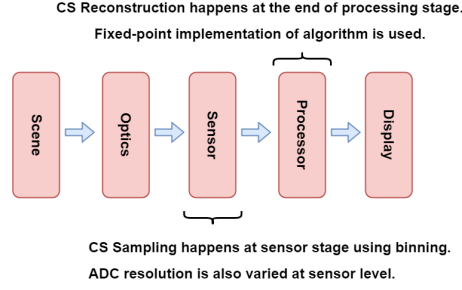 CS Reconstruction happens at the end of processing stage.
Fixed-point implementation of algorithm is used.
Scene
Optics
Sensor
Processor
Display
CS Sampling happens at sensor stage using binning.
ADC resolution is also varied at sensor level.